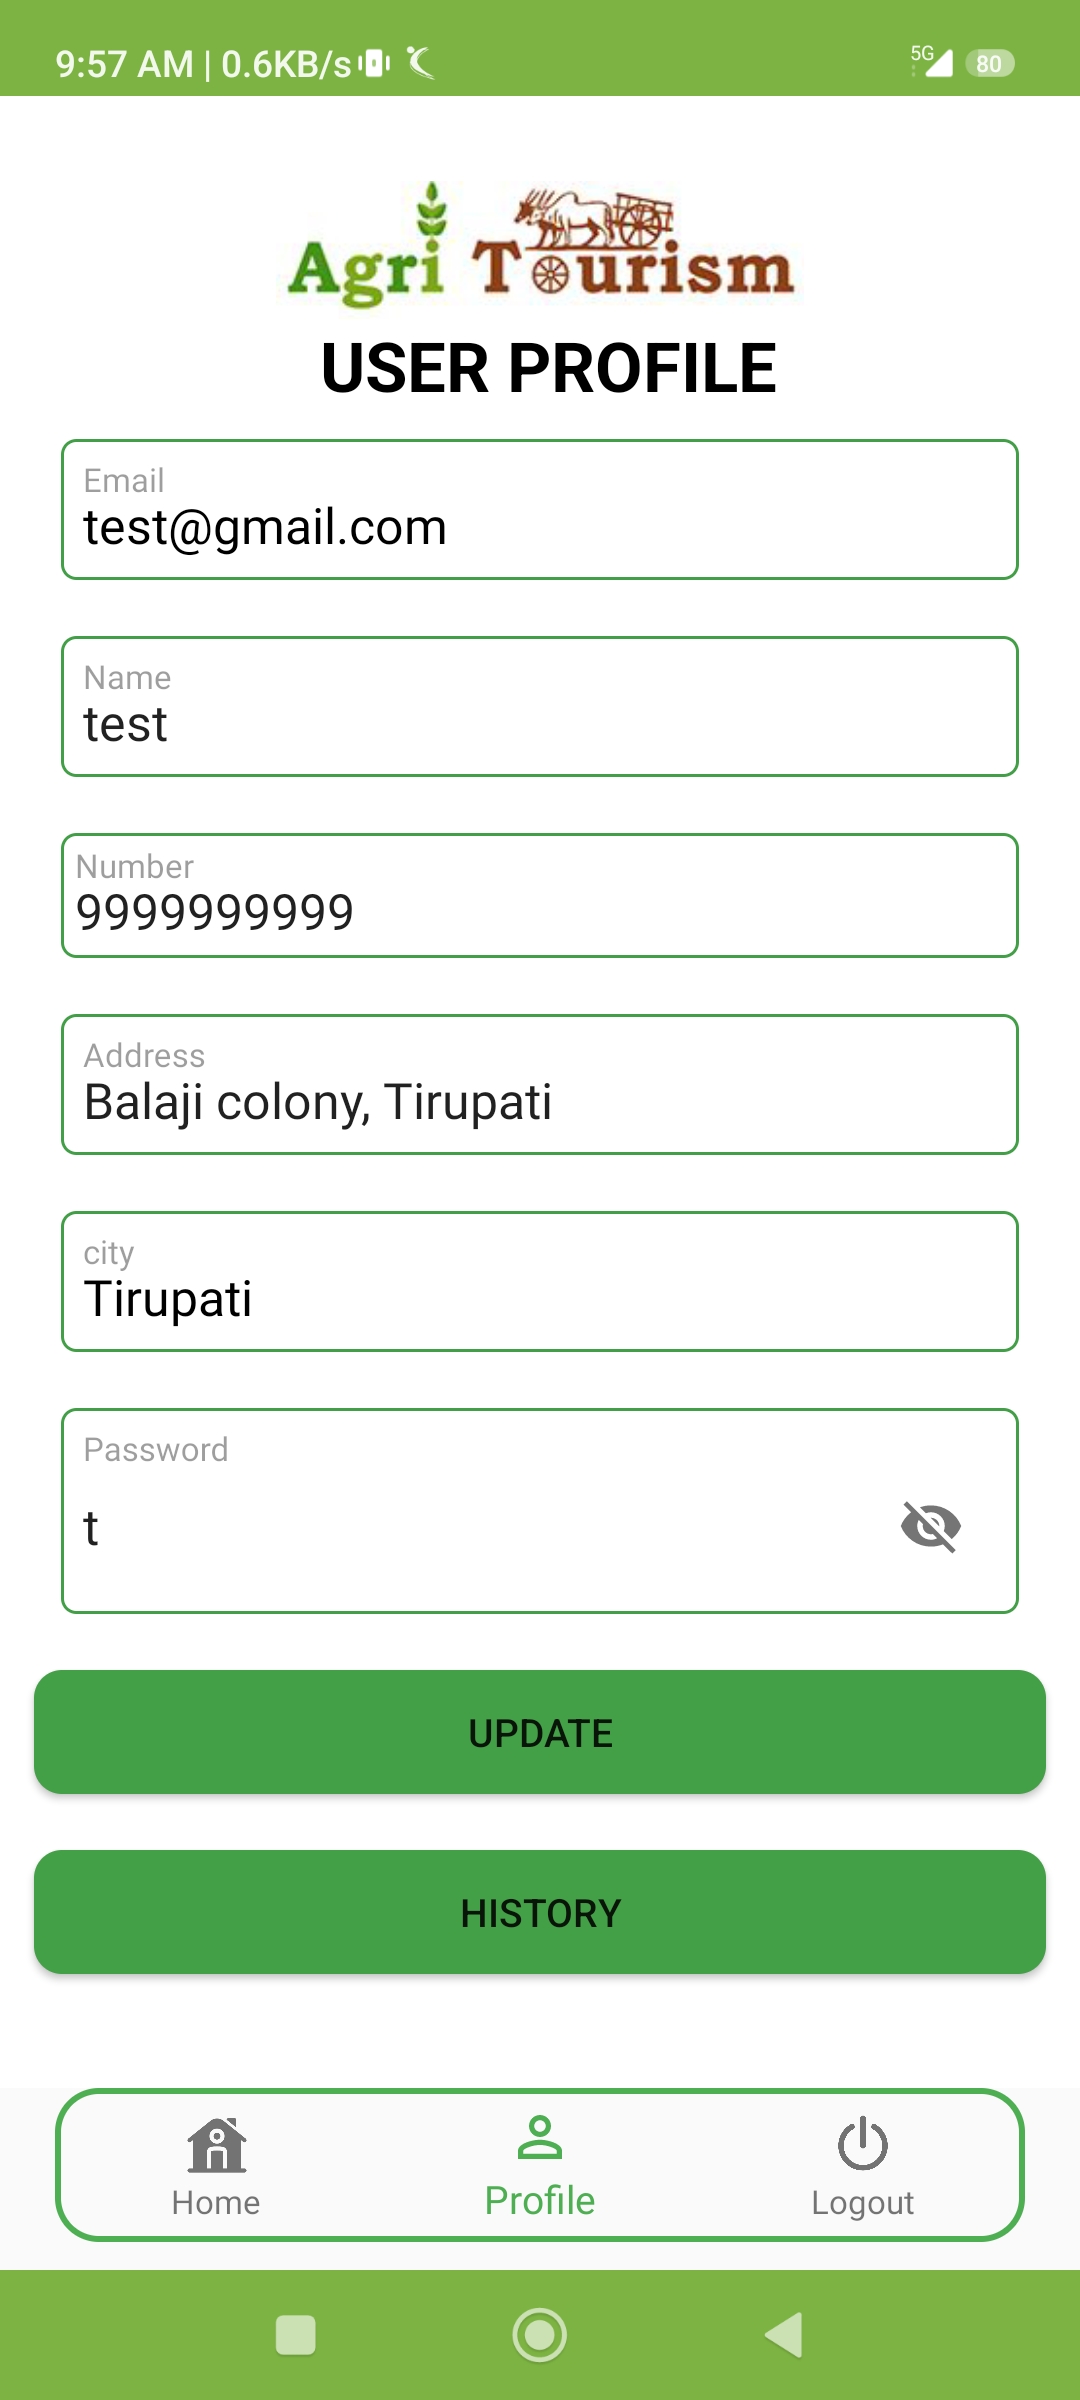 9:57 AM | 0.6KB/s
5G
80
Agri Tourism
USER PROFILE
Email
test@gmail.com
Name
test
Number
9999999999
Address
Balaji colony, Tirupati
city
Tirupati
Password
t
UPDATE
HISTORY
Home
Profile
Logout